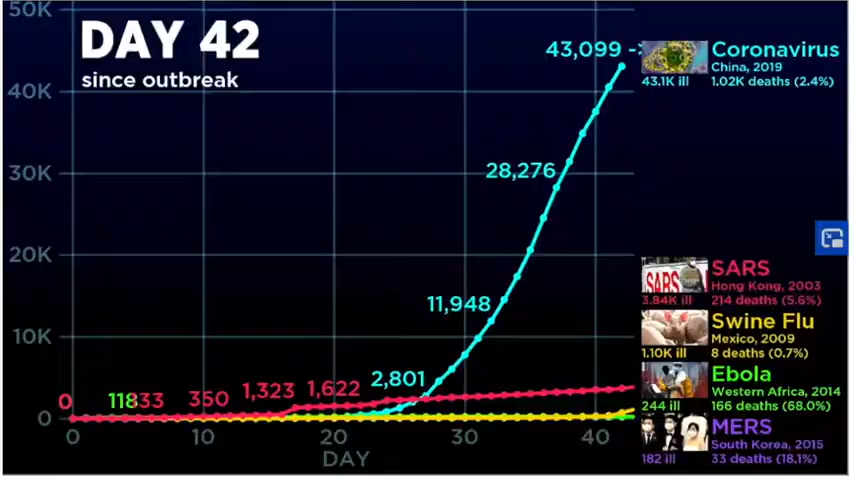 50K
DAY 42
since outbreak
40K
30K
20K
10K
0
0
118
133
350
1,323
1,622
2,801
11,948
28,276
43,099 ->
0
10
20
30
40
DAY
Coronavirus
China, 2019
43.1K ill
1.02K deaths (2.4%)
SARS
SARS
Hong Kong, 2003
3.84K ill
214 deaths (5.6%)
Swine Flu
Mexico, 2009
1.10K ill
8 deaths (0.7%)
Ebola
Western Africa, 2014
244 ill
166 deaths (68.0%)
MERS
South Korea, 2015
182 ill
33 deaths (18.1%)